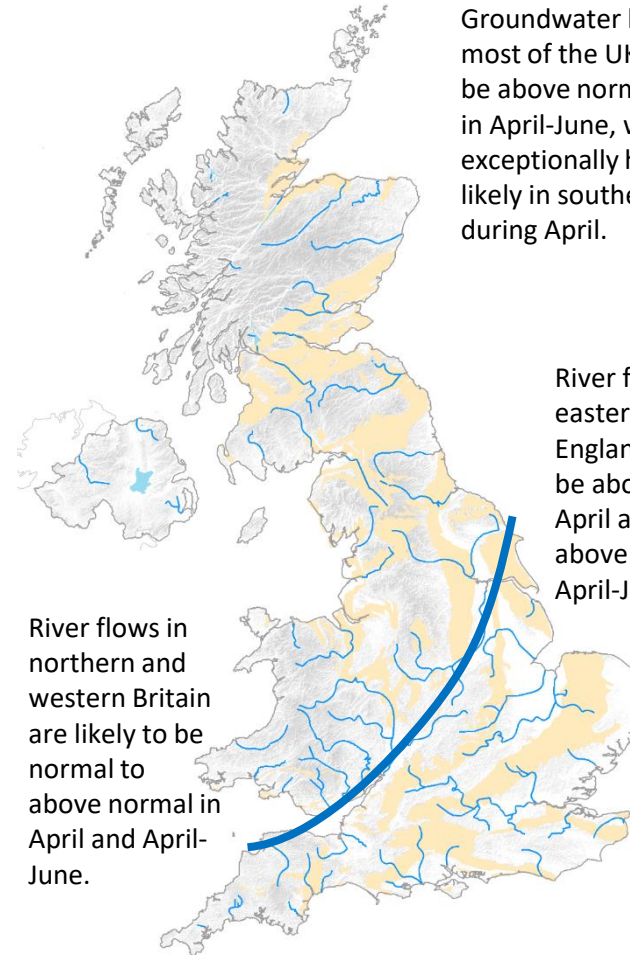 Groundwater
most of the UK
be above norm
in April-June,
exceptionally
likely in southe
during April.
River f
easter
Englan
be abo
April a
above
April-J
River flows in
northern and
western Britain
are likely to be
normal to
above normal in
April and April-
June.